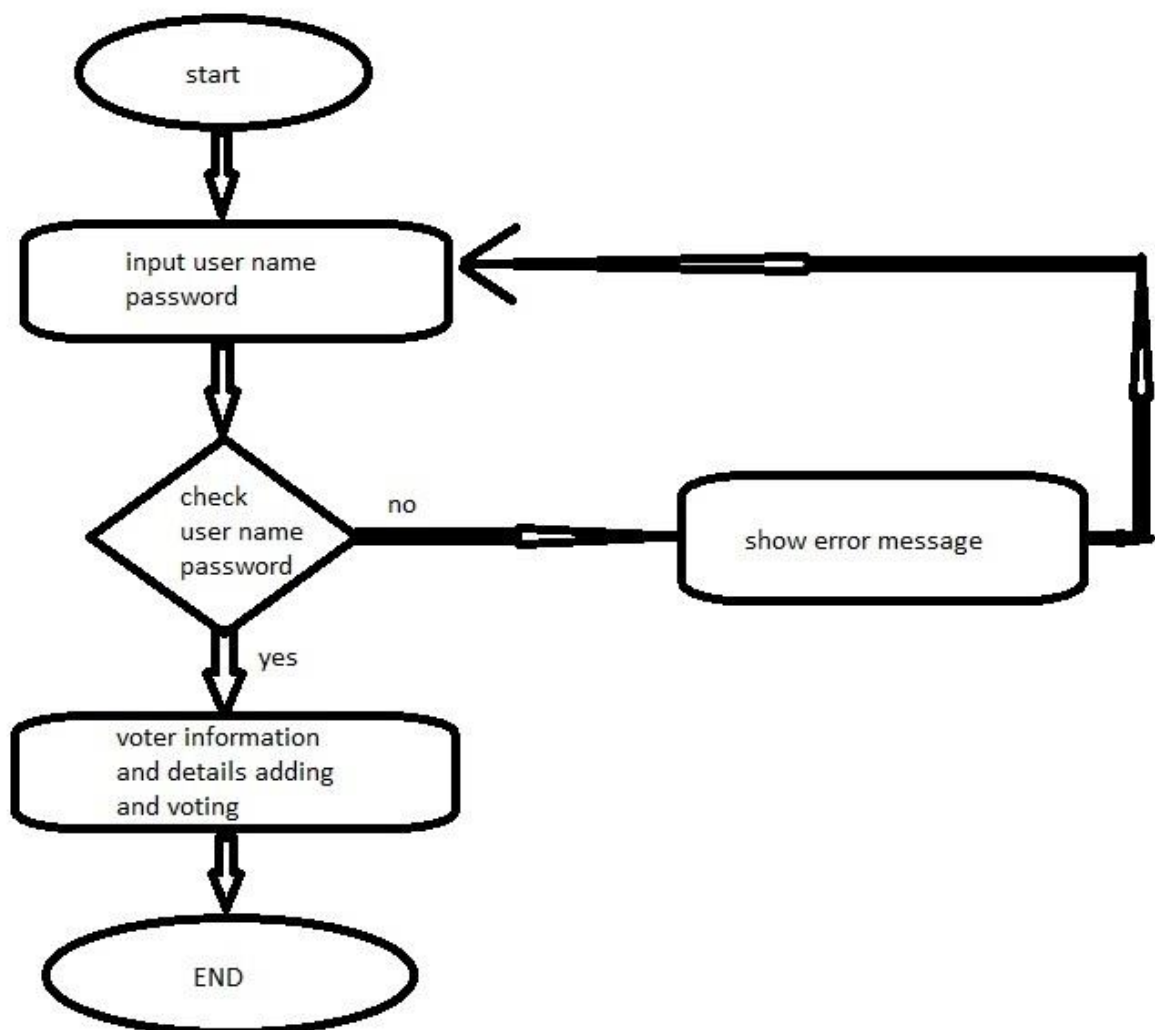 start
input user name
password
check
user name
password
no
show error message
yes
voter information
and details adding
and voting
END